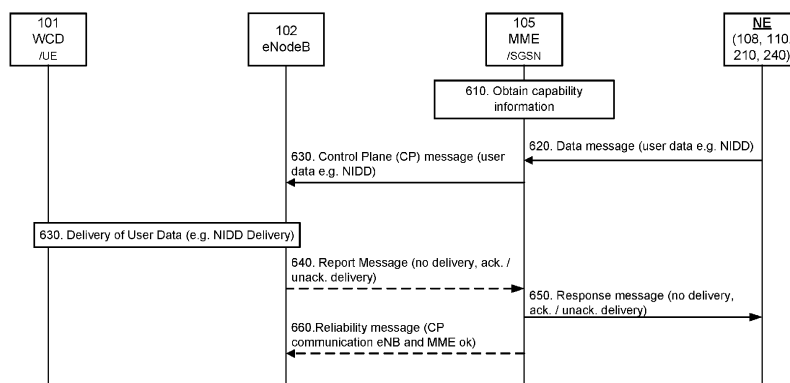 101
WCD
/UE
102
eNodeB
105
MME
/SGSN
NE
(108, 110,
210, 240)
610. Obtain capability
information
620. Data message (user data e.g. NIDD)
630. Control Plane (CP) message (user
data e.g. NIDD)
630. Delivery of User Data (e.g. NIDD Delivery)
640. Report Message (no delivery, ack. /
unack. delivery)
650. Response message (no delivery,
ack. / unack. delivery)
660.Reliability message (CP
communication eNB and MME ok)